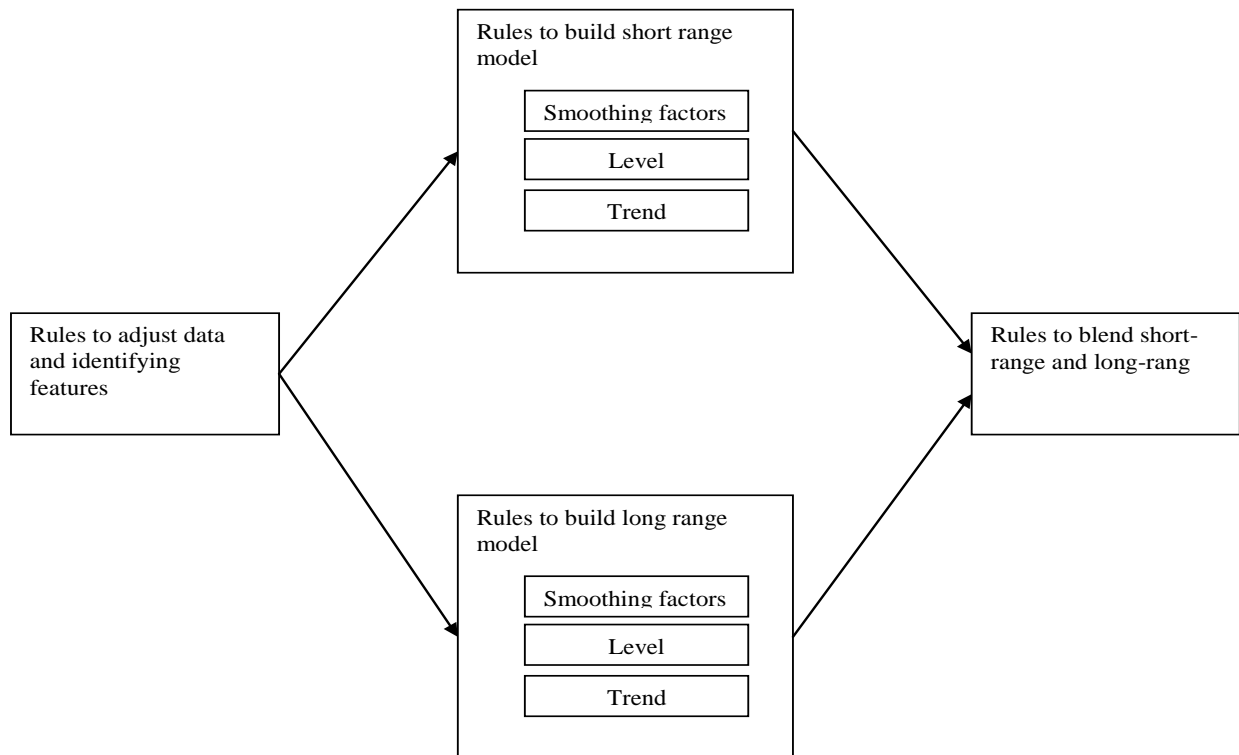 Rules to build short range
model
Smoothing factors
Level
Trend
Rules to adjust data
and identifying
features
Rules to blend short-
range and long-rang
Rules to build long range
model
Smoothing factors
Level
Trend